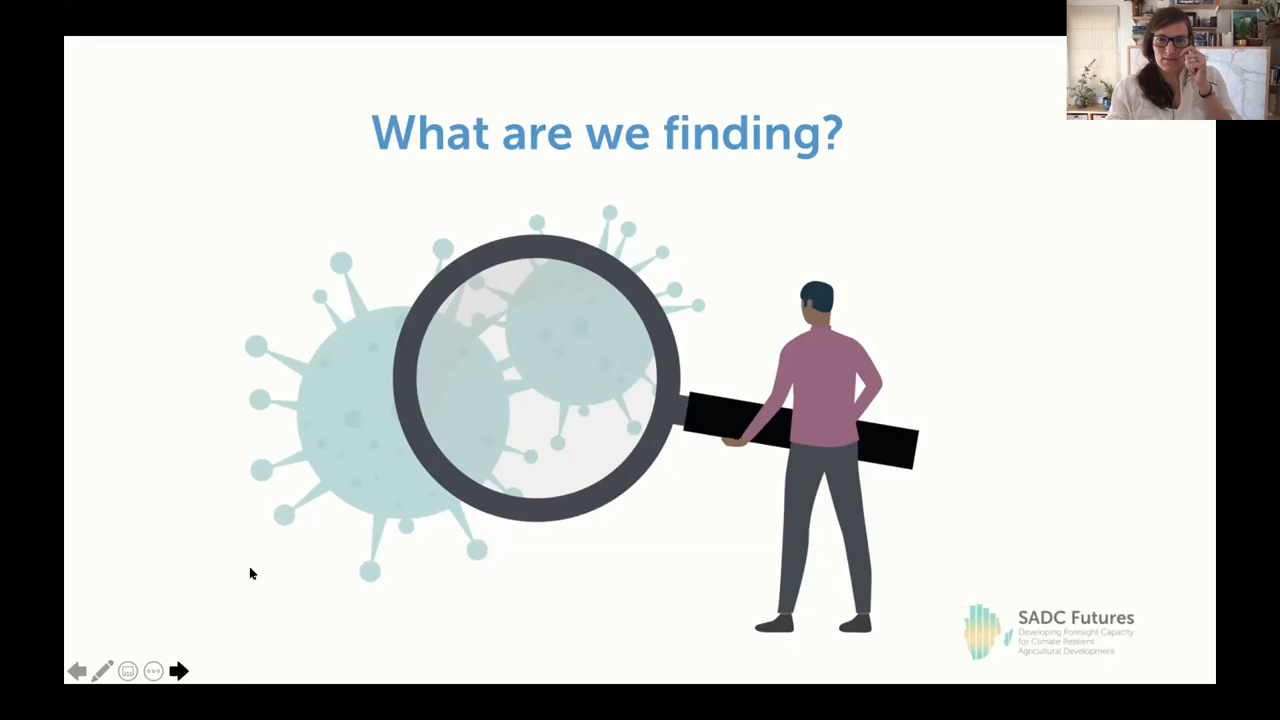 What are we finding?
SADC Futures
Developing Foresight Capacity
for Climate Resilient
Agricultural Development